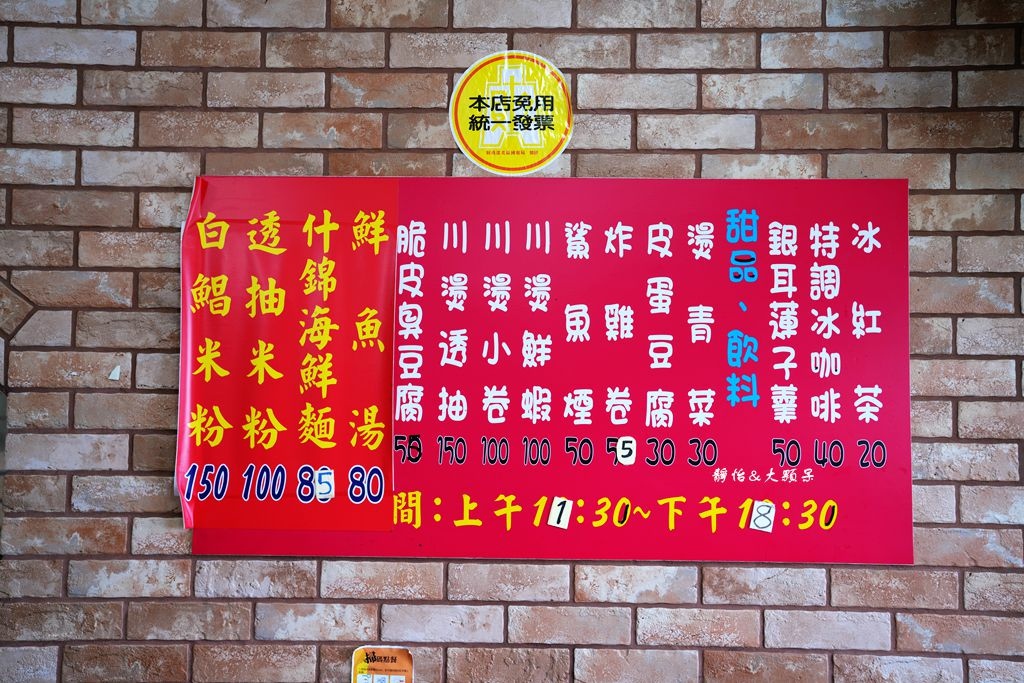 本店免用
統一發票
白鯧米粉 150
透抽米粉 100
什錦海鮮麵 85
鮮魚湯 80
脆皮臭豆腐 50
川燙透抽 150
川燙小卷 100
川燙鮮蝦 100
鯊魚煙 50
炸雞卷 55
皮蛋豆腐 30
燙青菜 30
甜品、飲料
銀耳蓮子羹 50
特調冰咖啡 40
冰紅茶 20
靜怡&大顆呆
間：上午11:30~下午18:30
掃碼點餐